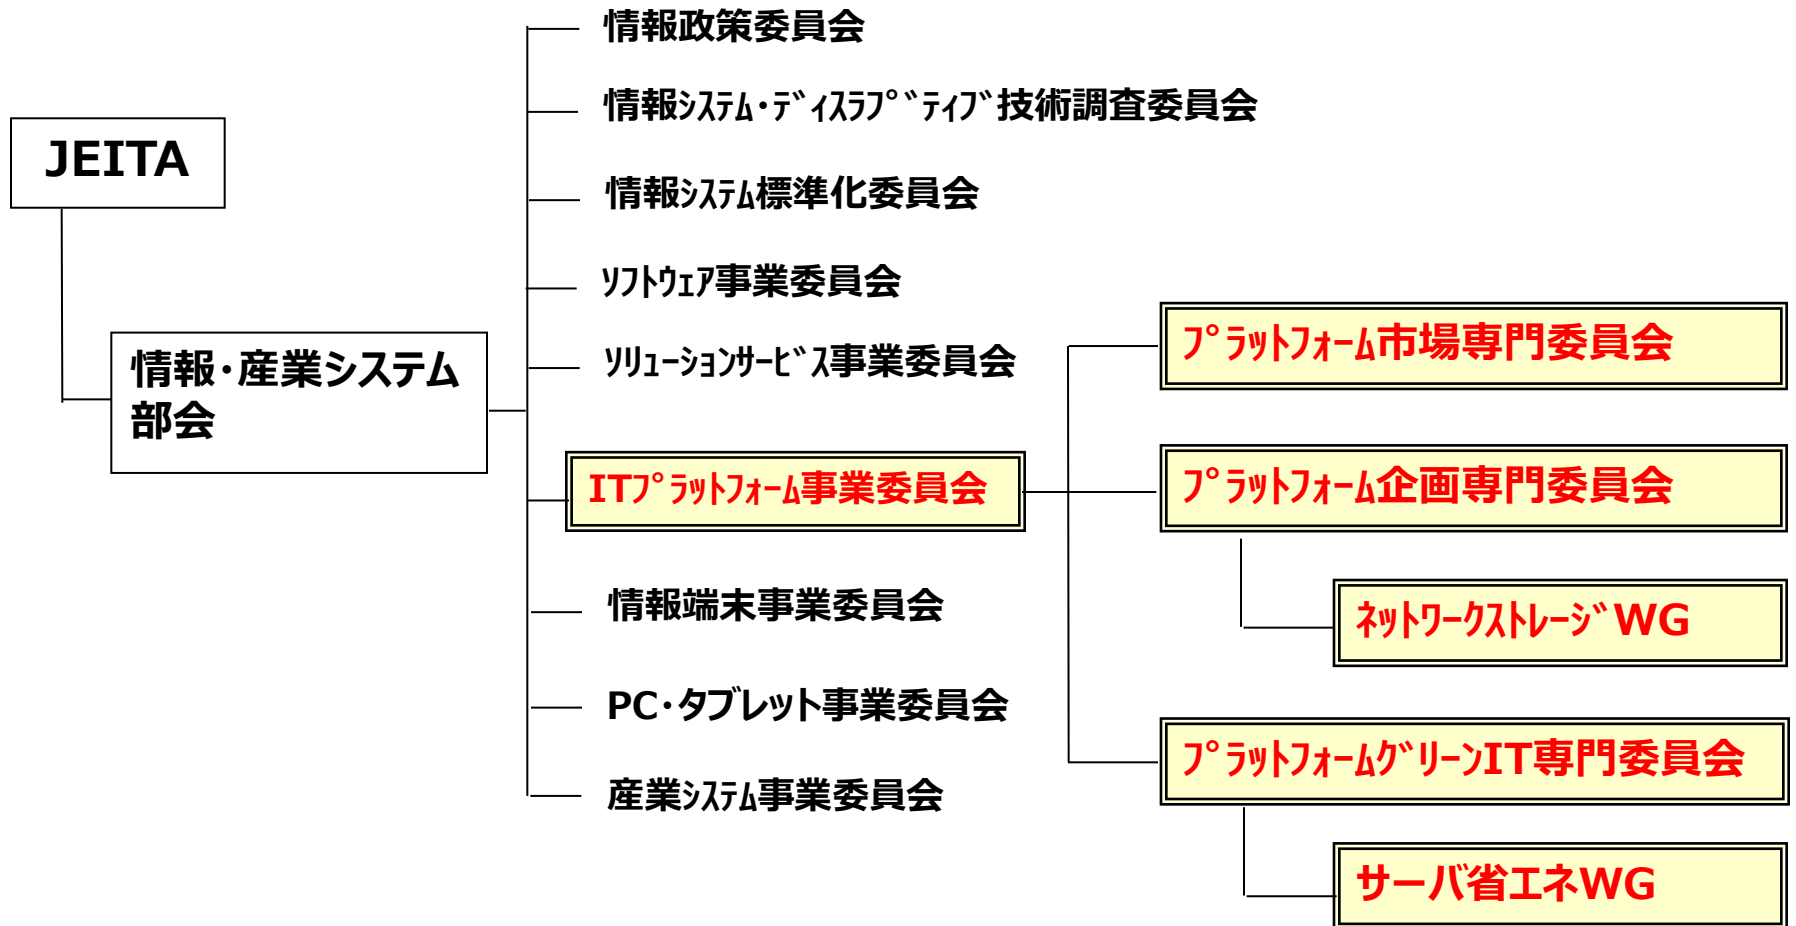 JEITA
情報・産業システム
部会
情報政策委員会
情報ｼｽﾃﾑ・ﾃﾞｨｽﾗﾌﾟﾞﾃｨﾌﾞ技術調査委員会
情報ｼｽﾃﾑ標準化委員会
ｿﾌﾄｳｪｱ事業委員会
ｿﾘｭｰｼｮﾝｻｰﾋﾞｽ事業委員会
ITﾌﾟﾗｯﾄﾌｫｰﾑ事業委員会
情報端末事業委員会
PC・タブレット事業委員会
産業ｼｽﾃﾑ事業委員会
ﾌﾟﾗｯﾄﾌｫｰﾑ市場専門委員会
ﾌﾟﾗｯﾄﾌｫｰﾑ企画専門委員会
ﾈｯﾄﾜｰｸｽﾄﾚｰｼﾞWG
ﾌﾟﾗｯﾄﾌｫｰﾑｸﾞﾘｰﾝIT専門委員会
サーバ省エネWG